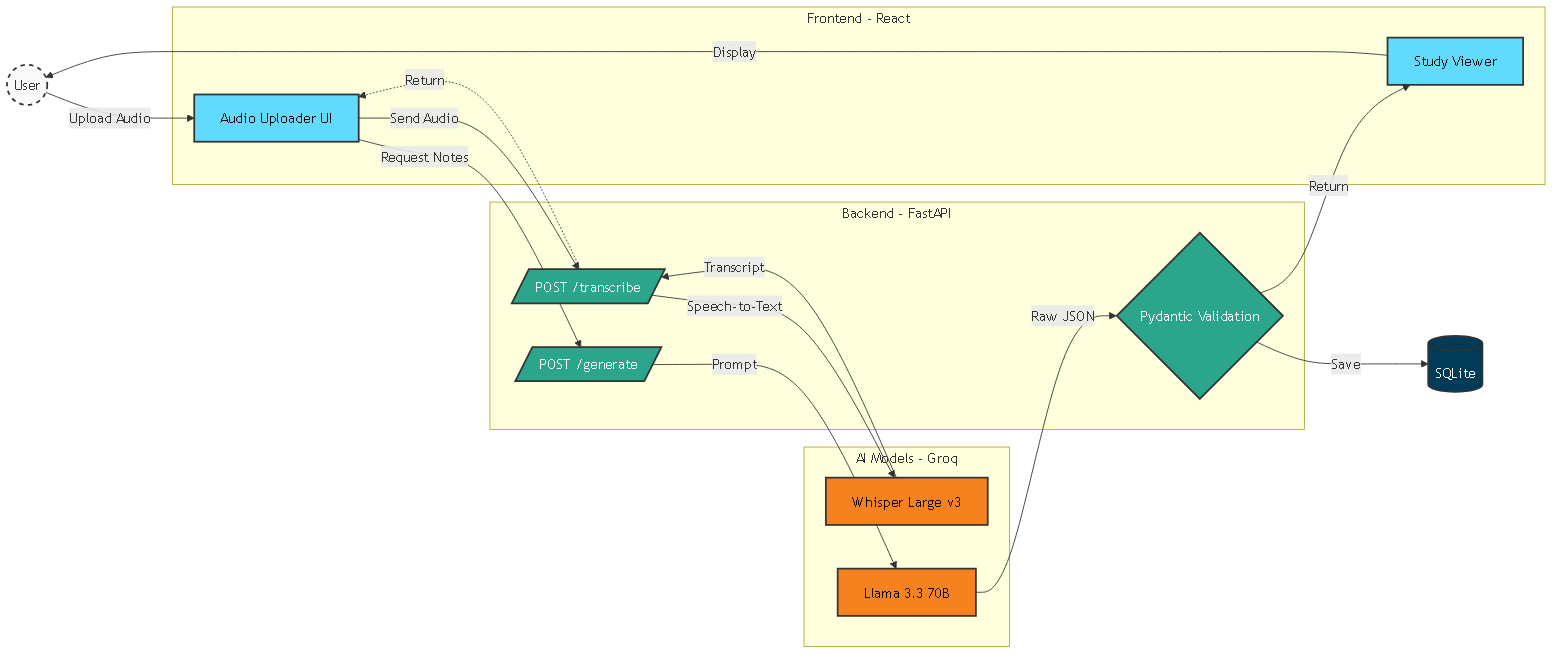 Frontend - React
Display
Study Viewer
User
Return
Upload Audio
Audio Uploader UI
Send Audio
Request Notes
Return
Backend - FastAPI
Transcript
POST /transcribe
Speech-to-Text
Raw JSON
Pydantic Validation
POST /generate
Prompt
Save
SQLite
AI Models - Groq
Whisper Large v3
Llama 3.3 70B